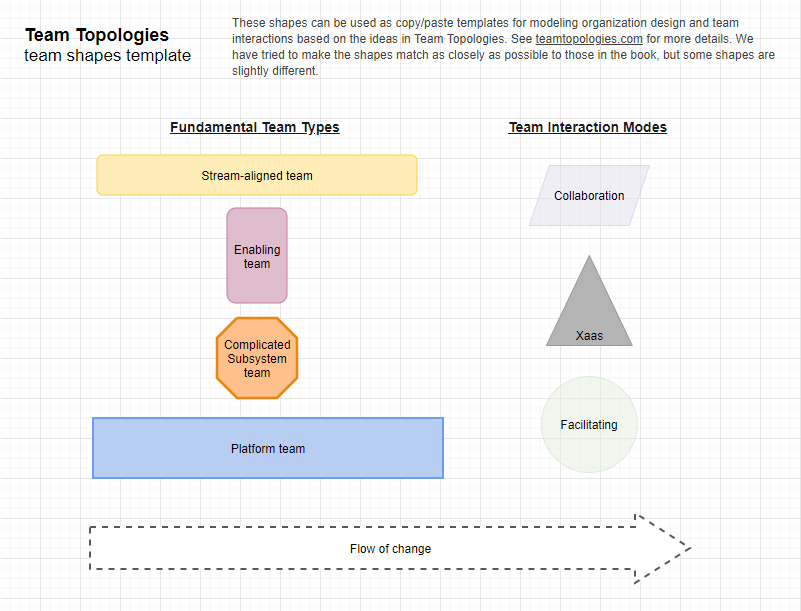 Team Topologies
team shapes template
These shapes can be used as copy/paste templates for modeling organization design and team
interactions based on the ideas in Team Topologies. See teamtopologies.com for more details. We
have tried to make the shapes match as closely as possible to those in the book, but some shapes are
slightly different.
Fundamental Team Types
Stream-aligned team
Enabling
team
Complicated
Subsystem
team
Platform team
Team Interaction Modes
Collaboration
Xaas
Facilitating
Flow of change